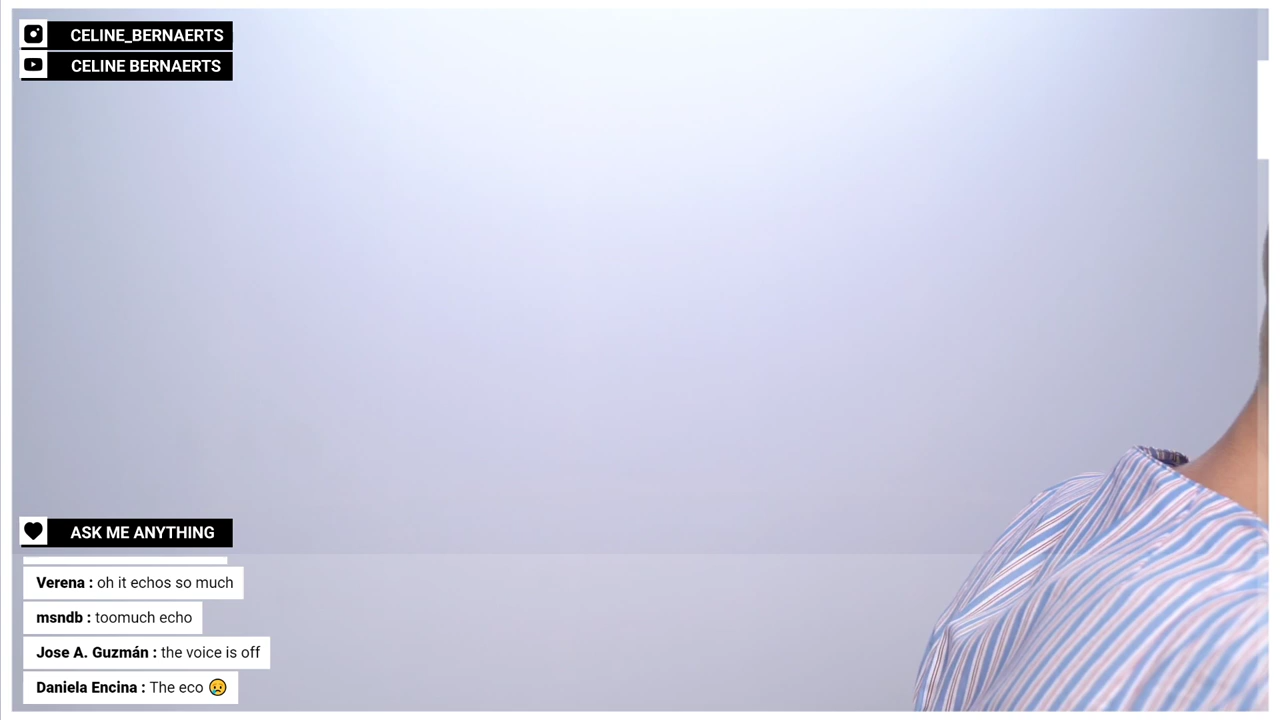 CELINE_BERNAERTS
CELINE BERNAERTS
ASK ME ANYTHING
Verena : oh it echos so much
msndb : toomuch echo
Jose A. Guzmán : the voice is off
Daniela Encina : The eco 😢